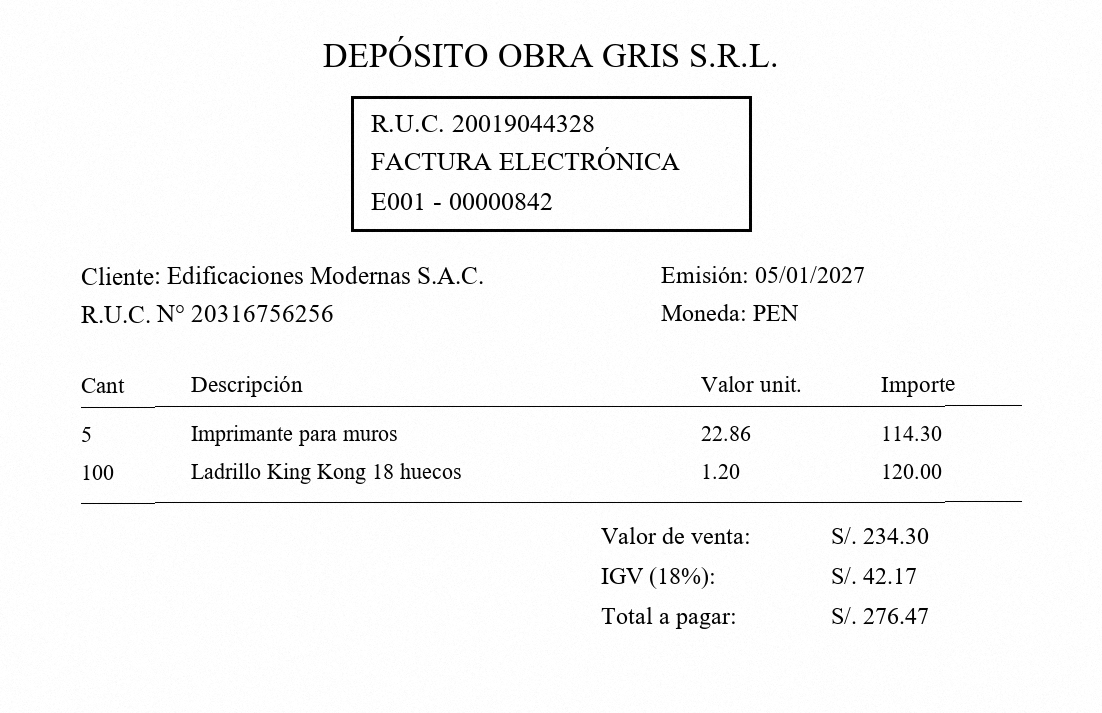 DEPÓSITO OBRA GRIS S.R.L.
R.U.C. 20019044328
FACTURA ELECTRÓNICA
E001 - 00000842
Cliente: Edificaciones Modernas S.A.C. Emisión: 05/01/2027
R.U.C. N° 20316756256 Moneda: PEN
Cant Descripción Valor unit. Importe
5 Imprimante para muros 22.86 114.30
100 Ladrillo King Kong 18 huecos 1.20 120.00
Valor de venta: S/. 234.30
IGV (18%): S/. 42.17
Total a pagar: S/. 276.47